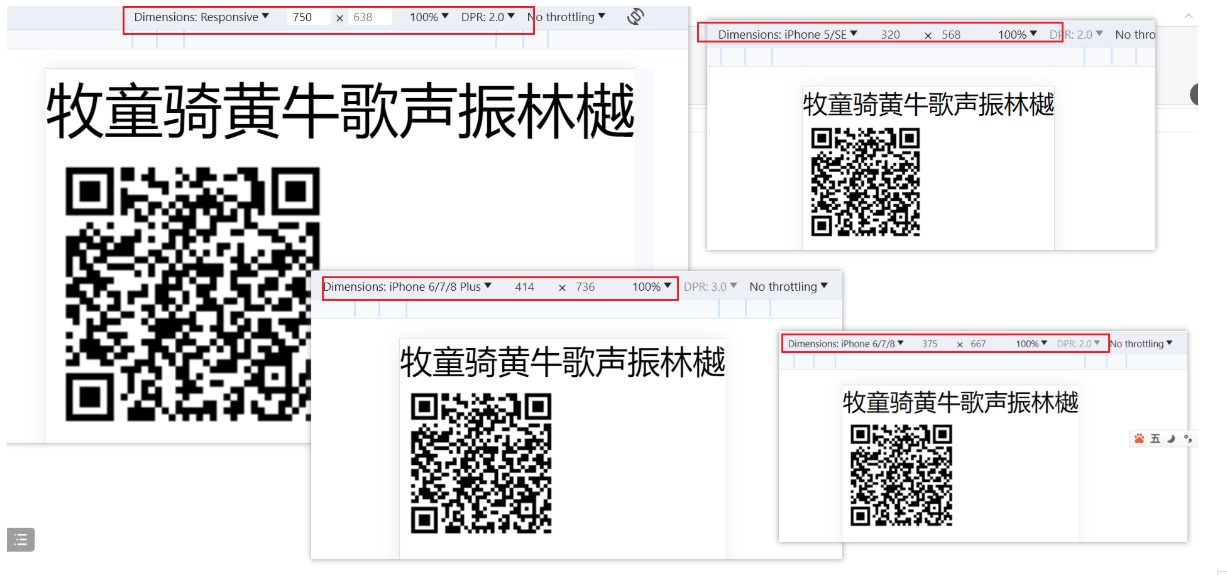 Dimensions: Responsive 750 × 638 100% DPR: 2.0 No throttling
牧童骑黄牛歌声振林樾
Dimensions: iPhone 5/SE 320 × 568 100% DPR: 2.0 No thro
牧童骑黄牛歌声振林樾
Dimensions: iPhone 6/7/8 Plus 414 × 736 100% DPR: 3.0 No throttling
牧童骑黄牛歌声振林樾
Dimensions: iPhone 6/7/8 375 × 667 100% DPR: 2.0 No throttling
牧童骑黄牛歌声振林樾
五